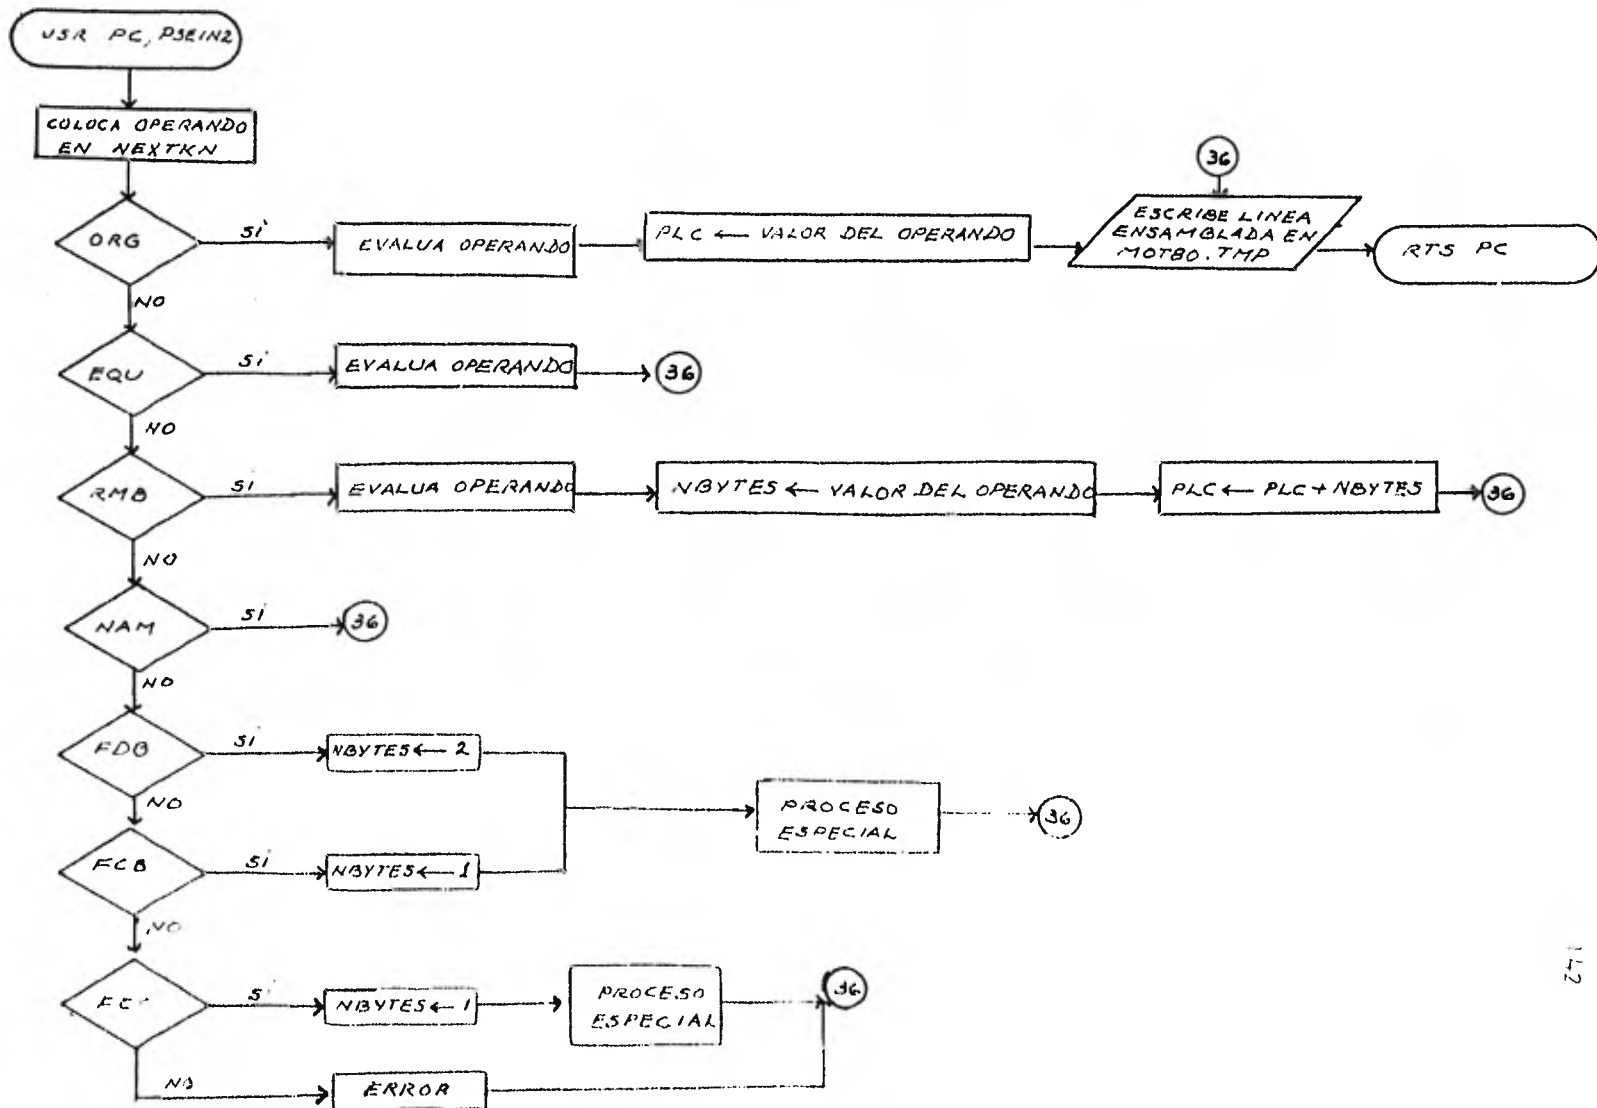 JSR PC, PSEIN2
COLOCA OPERANDO
EN NEXTKN
36
ORG
SI
EVALUA OPERANDO
PLC ← VALOR DEL OPERANDO
ESCRIBE LINEA
ENSAMBLADA EN
MOT80.TMP
RTS PC
NO
EQU
SI
EVALUA OPERANDO
36
NO
RMB
SI
EVALUA OPERANDO
NBYTES ← VALOR DEL OPERANDO
PLC ← PLC + NBYTES
36
NO
NAM
SI
36
NO
FDB
SI
NBYTES ← 2
NO
PROCESO
ESPECIAL
36
FCB
SI
NBYTES ← 1
NO
SI
NBYTES ← 1
PROCESO
ESPECIAL
36
NO
ERROR
142